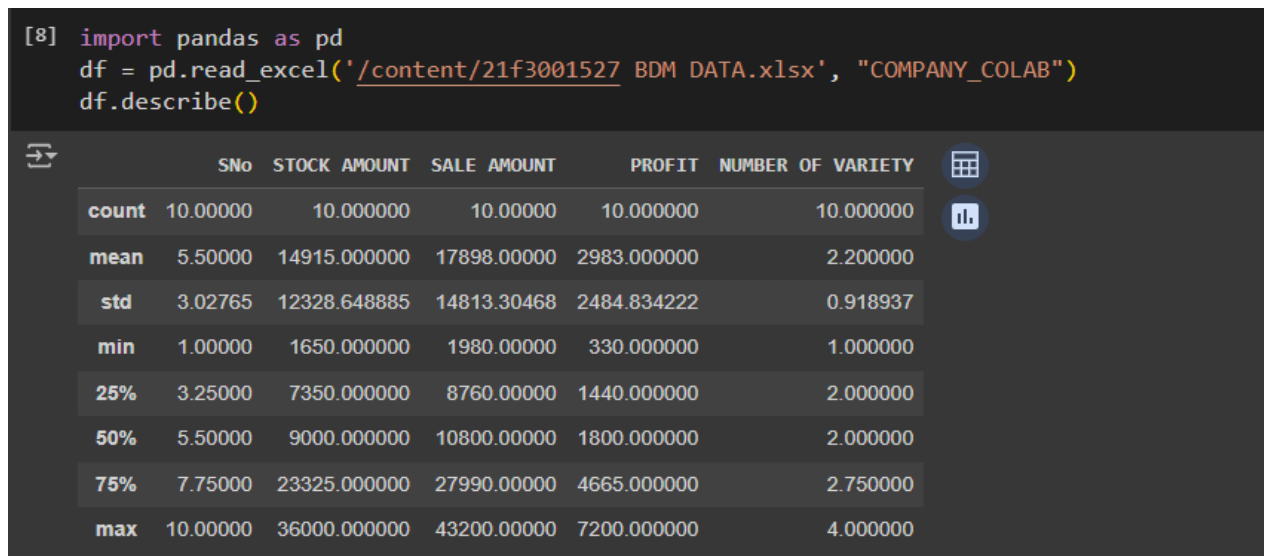 [8] import pandas as pd
df = pd.read_excel('/content/21f3001527 BDM DATA.xlsx', "COMPANY_COLAB")
df.describe()
SNo STOCK AMOUNT SALE AMOUNT PROFIT NUMBER OF VARIETY
count 10.00000 10.000000 10.00000 10.000000 10.000000
mean 5.50000 14915.000000 17898.00000 2983.000000 2.200000
std 3.02765 12328.648885 14813.30468 2484.834222 0.918937
min 1.00000 1650.000000 1980.00000 330.000000 1.000000
25% 3.25000 7350.000000 8760.00000 1440.000000 2.000000
50% 5.50000 9000.000000 10800.00000 1800.000000 2.000000
75% 7.75000 23325.000000 27990.00000 4665.000000 2.750000
max 10.00000 36000.000000 43200.00000 7200.000000 4.000000